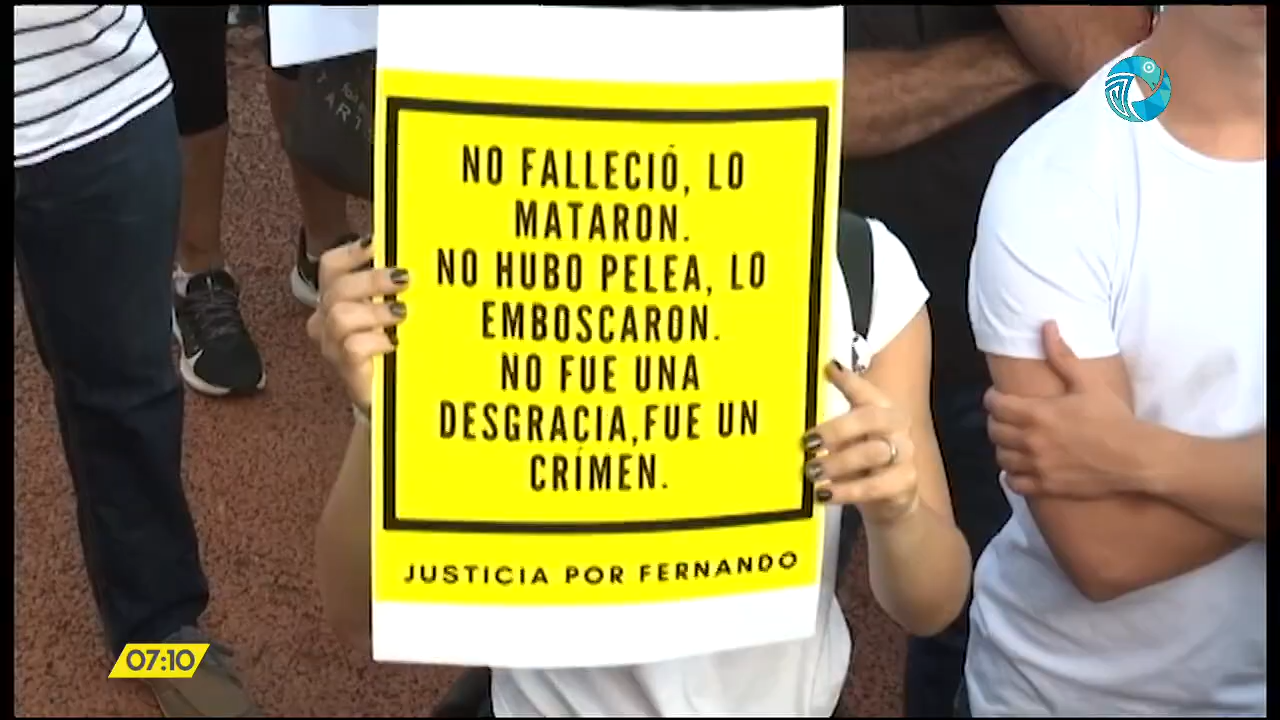 NO FALLECIÓ, LO
MATARON.
NO HUBO PELEA, LO
EMBOSCARON.
NO FUE UNA
DESGRACIA,FUE UN
CRÍMEN.
JUSTICIA POR FERNANDO
07:10